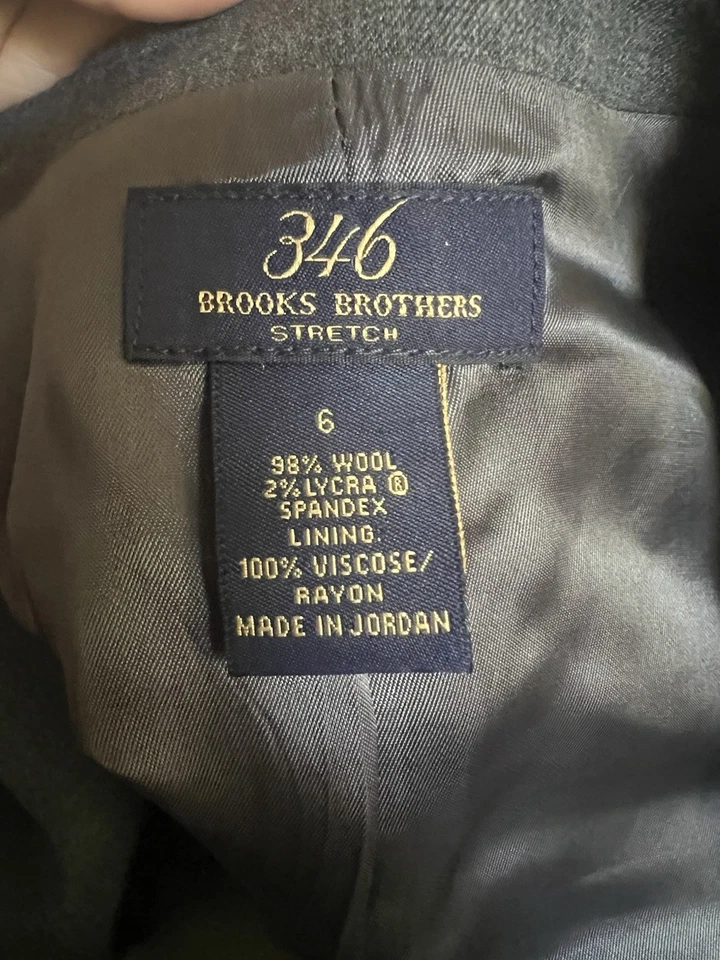 346
BROOKS BROTHERS
STRETCH
6
98% WOOL
2% LYCRA ®
SPANDEX
LINING:
100% VISCOSE/
RAYON
MADE IN JORDAN